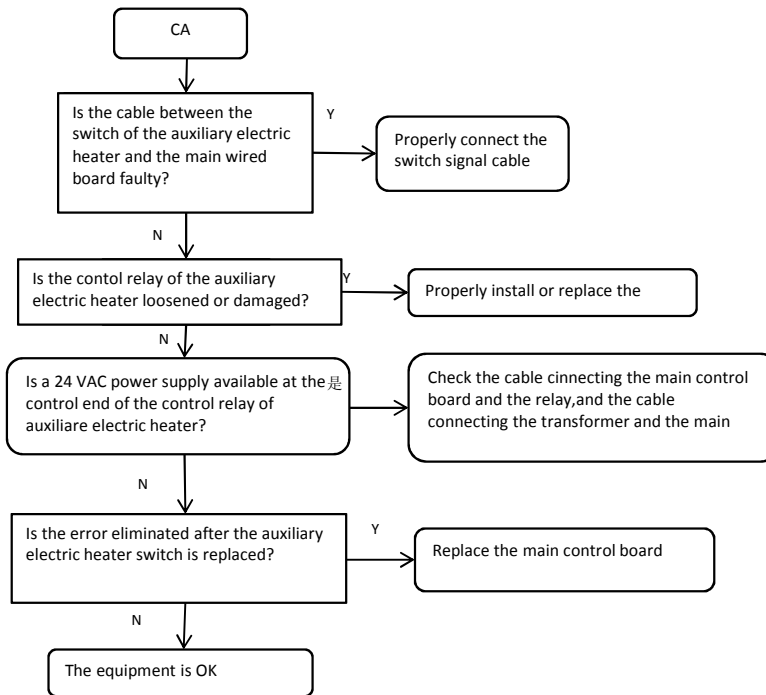 CA
Is the cable between the
switch of the auxiliary electric
heater and the main wired
board faulty?
Y
Properly connect the
switch signal cable
N
Is the contol relay of the auxiliary
electric heater loosened or damaged?
Y
Properly install or replace the
N
Is a 24 VAC power supply available at the是
control end of the control relay of
auxiliare electric heater?
Check the cable cinnecting the main control
board and the relay,and the cable
connecting the transformer and the main
N
Is the error eliminated after the auxiliary
electric heater switch is replaced?
Y
Replace the main control board
N
The equipment is OK